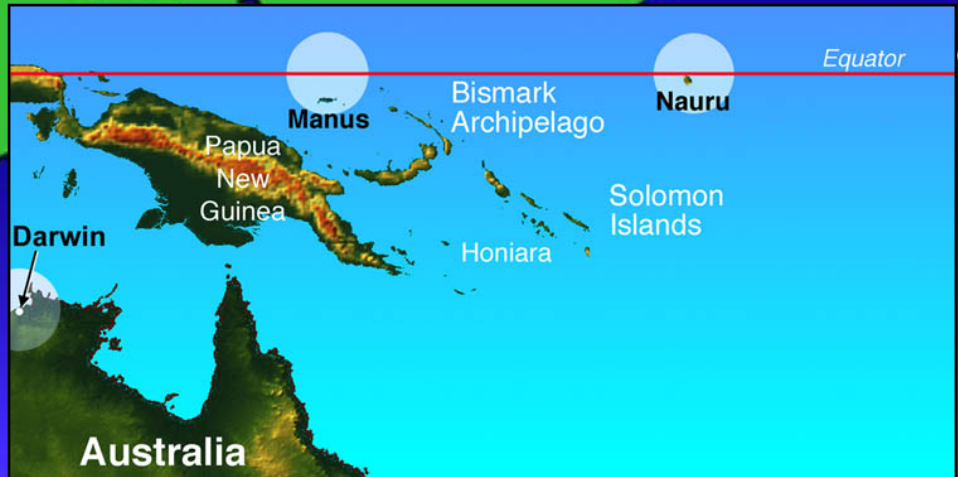 Equator
Manus
Bismark
Archipelago
Nauru
Papua
New
Guinea
Solomon
Islands
Darwin
Honiara
Australia